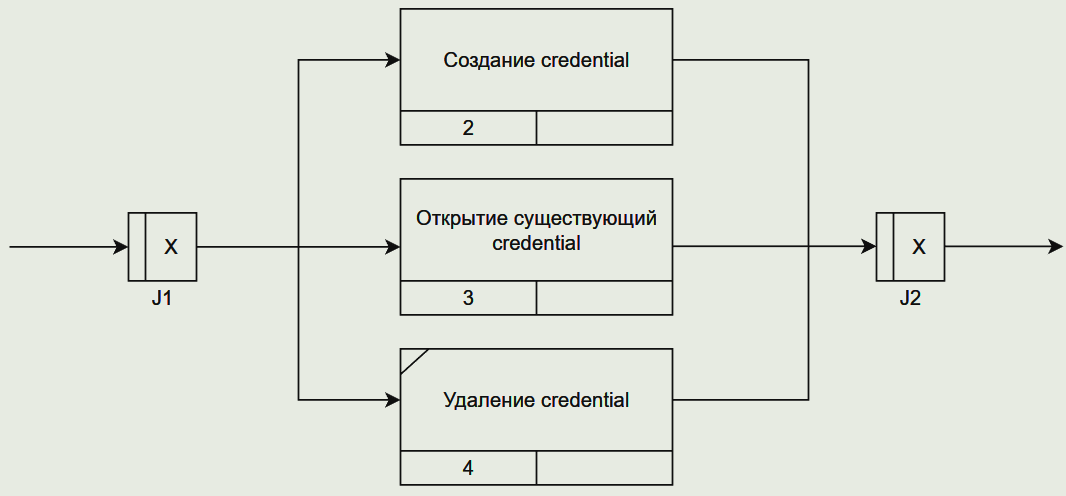 Создание credential
2
Открытие существующий
credential
3
X
J1
X
J2
Удаление credential
4